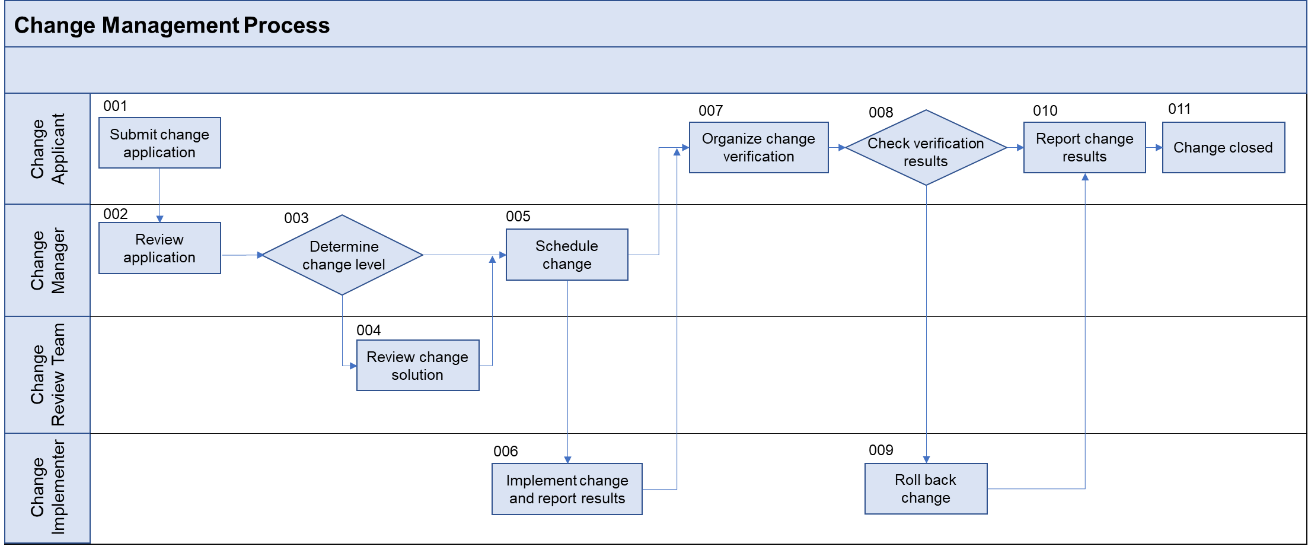 Change Management Process
Change
Applicant
001
Submit change
application
007
Organize change
verification
008
Check verification
results
010
Report change
results
011
Change closed
Change
Manager
002
Review
application
003
Determine
change level
005
Schedule
change
Change
Review Team
004
Review change
solution
Change
Implementer
006
Implement change
and report results
009
Roll back
change